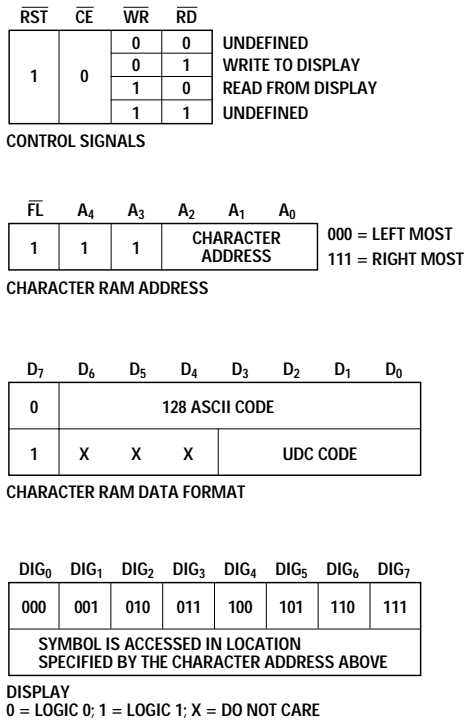 RST CE WR RD
0 0 UNDEFINED
0 1 WRITE TO DISPLAY
1 0
1 0 READ FROM DISPLAY
1 1 UNDEFINED
CONTROL SIGNALS
FL A4 A3 A2 A1 A0
1 1 1 CHARACTER ADDRESS
000 = LEFT MOST
111 = RIGHT MOST
CHARACTER RAM ADDRESS
D7 D6 D5 D4 D3 D2 D1 D0
0 128 ASCII CODE
1 X X X UDC CODE
CHARACTER RAM DATA FORMAT
DIG0 DIG1 DIG2 DIG3 DIG4 DIG5 DIG6 DIG7
000 001 010 011 100 101 110 111
SYMBOL IS ACCESSED IN LOCATION
SPECIFIED BY THE CHARACTER ADDRESS ABOVE
DISPLAY
0 = LOGIC 0; 1 = LOGIC 1; X = DO NOT CARE